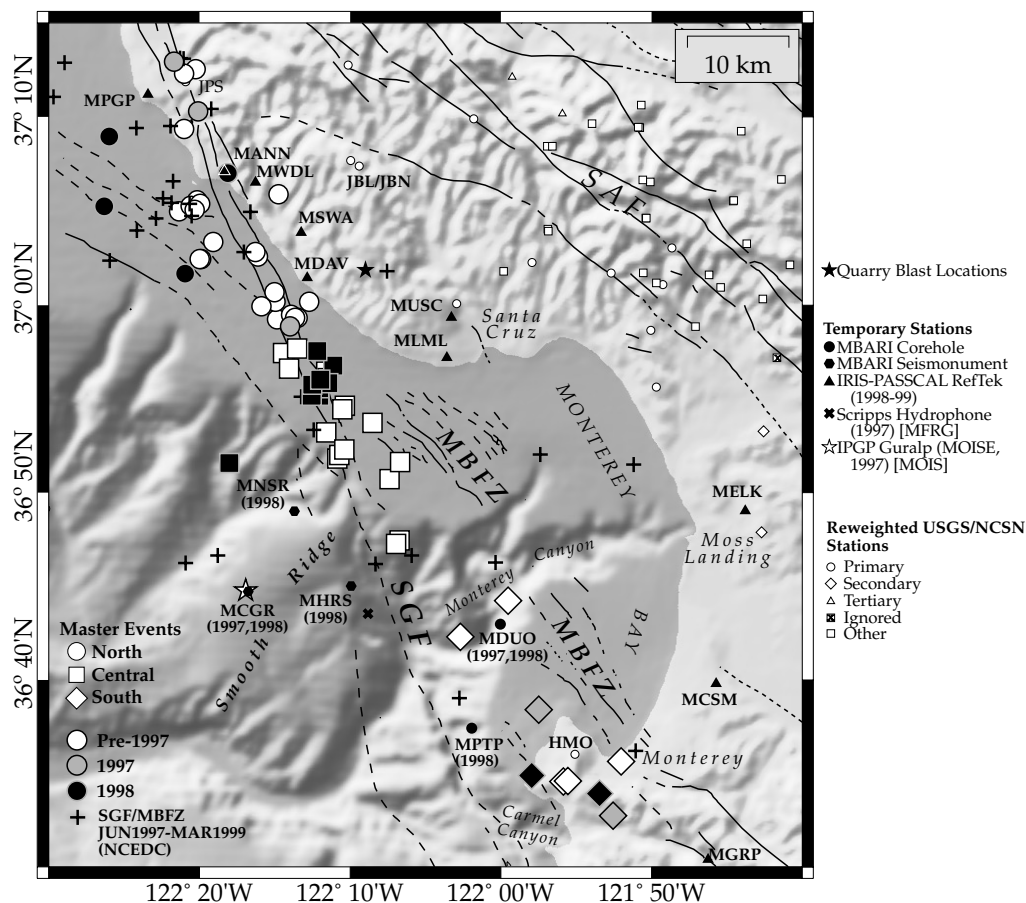 10 km
37° 10'N
37° 00'N
36° 50'N
36° 40'N
122° 20'W
122° 10'W
122° 00'W
121° 50'W
MPGP
JPS
MANN
MWDL
JBL/JBN
MSWA
MDAV
SAF
MUSC
MLML
Santa
Cruz
MONTEREY
BAY
MBFZ
MNSR
(1998)
MELK
Moss
Landing
Smooth Ridge
MCGR
(1997,1998)
MHRS
(1998)
SGF
Monterey Canyon
MDUO
(1997,1998)
MBFZ
MCSM
MPTP
(1998)
HMO
Monterey
Carmel
Canyon
MGRP
Master Events
North
Central
South
Pre-1997
1997
1998
SGF/MBFZ
JUN1997-MAR1999
(NCEDC)
Quarry Blast Locations
Temporary Stations
MBARI Corehole
MBARI Seismonument
IRIS-PASSCAL RefTek
(1998-99)
Scripps Hydrophone
(1997) [MFRG]
IPGP Guralp (MOISE,
1997) [MOIS]
Reweighted USGS/NCSN
Stations
Primary
Secondary
Tertiary
Ignored
Other